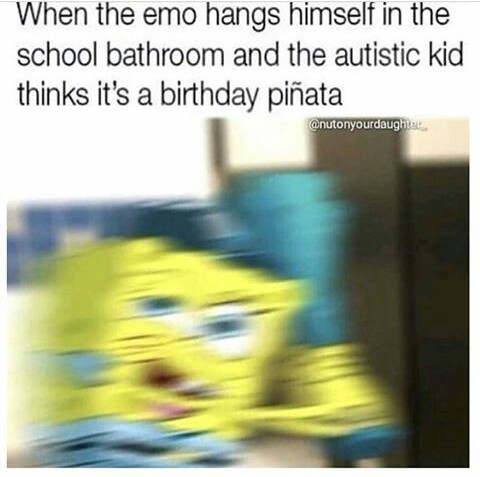 When the emo hangs himself in the
school bathroom and the autistic kid
thinks it's a birthday piñata
@nutonyourdaughter_